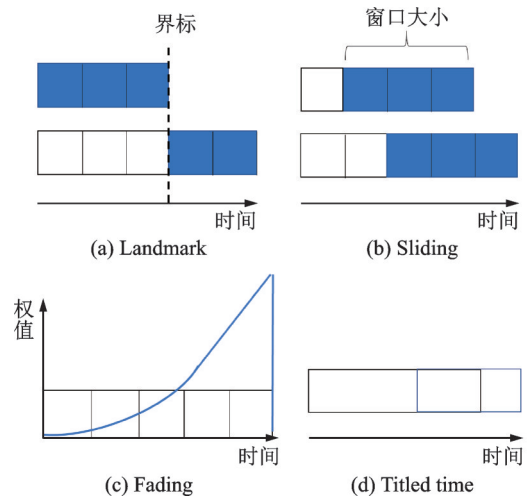 界标
窗口大小
时间
时间
(a) Landmark
(b) Sliding
权值
时间
时间
(c) Fading
(d) Titled time